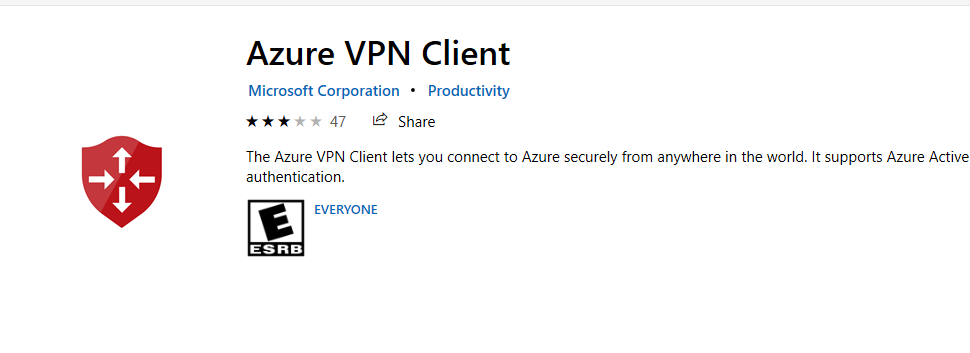 Azure VPN Client
Microsoft Corporation • Productivity
47 Share
The Azure VPN Client lets you connect to Azure securely from anywhere in the world. It supports Azure Active
authentication.
E EVERYONE
ESRB